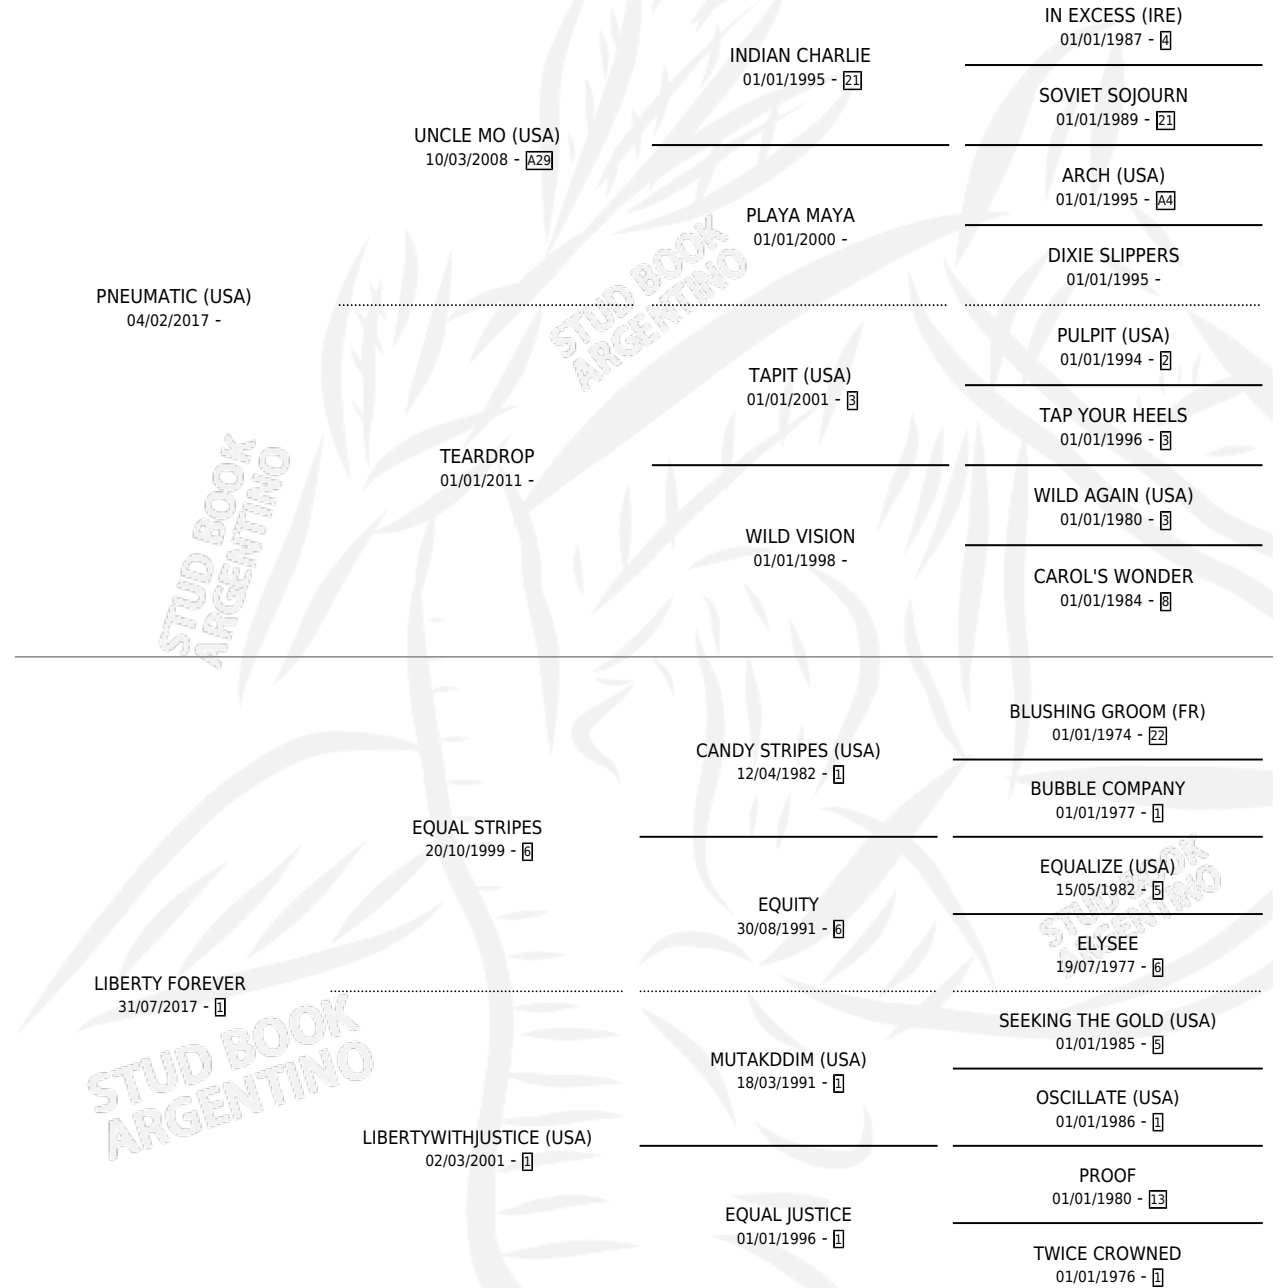 IN EXCESS (IRE)
01/01/1987 - 4
INDIAN CHARLIE
01/01/1995 - 21
SOVIET SOJOURN
01/01/1989 - 21
UNCLE MO (USA)
10/03/2008 - A29
ARCH (USA)
01/01/1995 - A4
PLAYA MAYA
01/01/2000 -
DIXIE SLIPPERS
01/01/1995 -
PNEUMATIC (USA)
04/02/2017 -
PULPIT (USA)
01/01/1994 - 2
TAPIT (USA)
01/01/2001 - 3
TAP YOUR HEELS
01/01/1996 - 3
TEARDROP
01/01/2011 -
WILD AGAIN (USA)
01/01/1980 - 3
WILD VISION
01/01/1998 -
CAROL'S WONDER
01/01/1984 - 8
BLUSHING GROOM (FR)
01/01/1974 - 22
CANDY STRIPES (USA)
12/04/1982 - 1
BUBBLE COMPANY
01/01/1977 - 1
EQUAL STRIPES
20/10/1999 - 6
EQUALIZE (USA)
15/05/1982 - 5
EQUITY
30/08/1991 - 6
ELYSEE
19/07/1977 - 6
LIBERTY FOREVER
31/07/2017 - 1
SEEKING THE GOLD (USA)
01/01/1985 - 5
MUTAKDDIM (USA)
18/03/1991 - 1
OSCILLATE (USA)
01/01/1986 - 1
LIBERTYWITHJUSTICE (USA)
02/03/2001 - 1
PROOF
01/01/1980 - 13
EQUAL JUSTICE
01/01/1996 - 1
TWICE CROWNED
01/01/1976 - 1
STUD BOOK
ARGENTINO
STUD BOOK
ARGENTINO
STUD BOOK
ARGENTINO
STUD BOOK
ARGENTINO